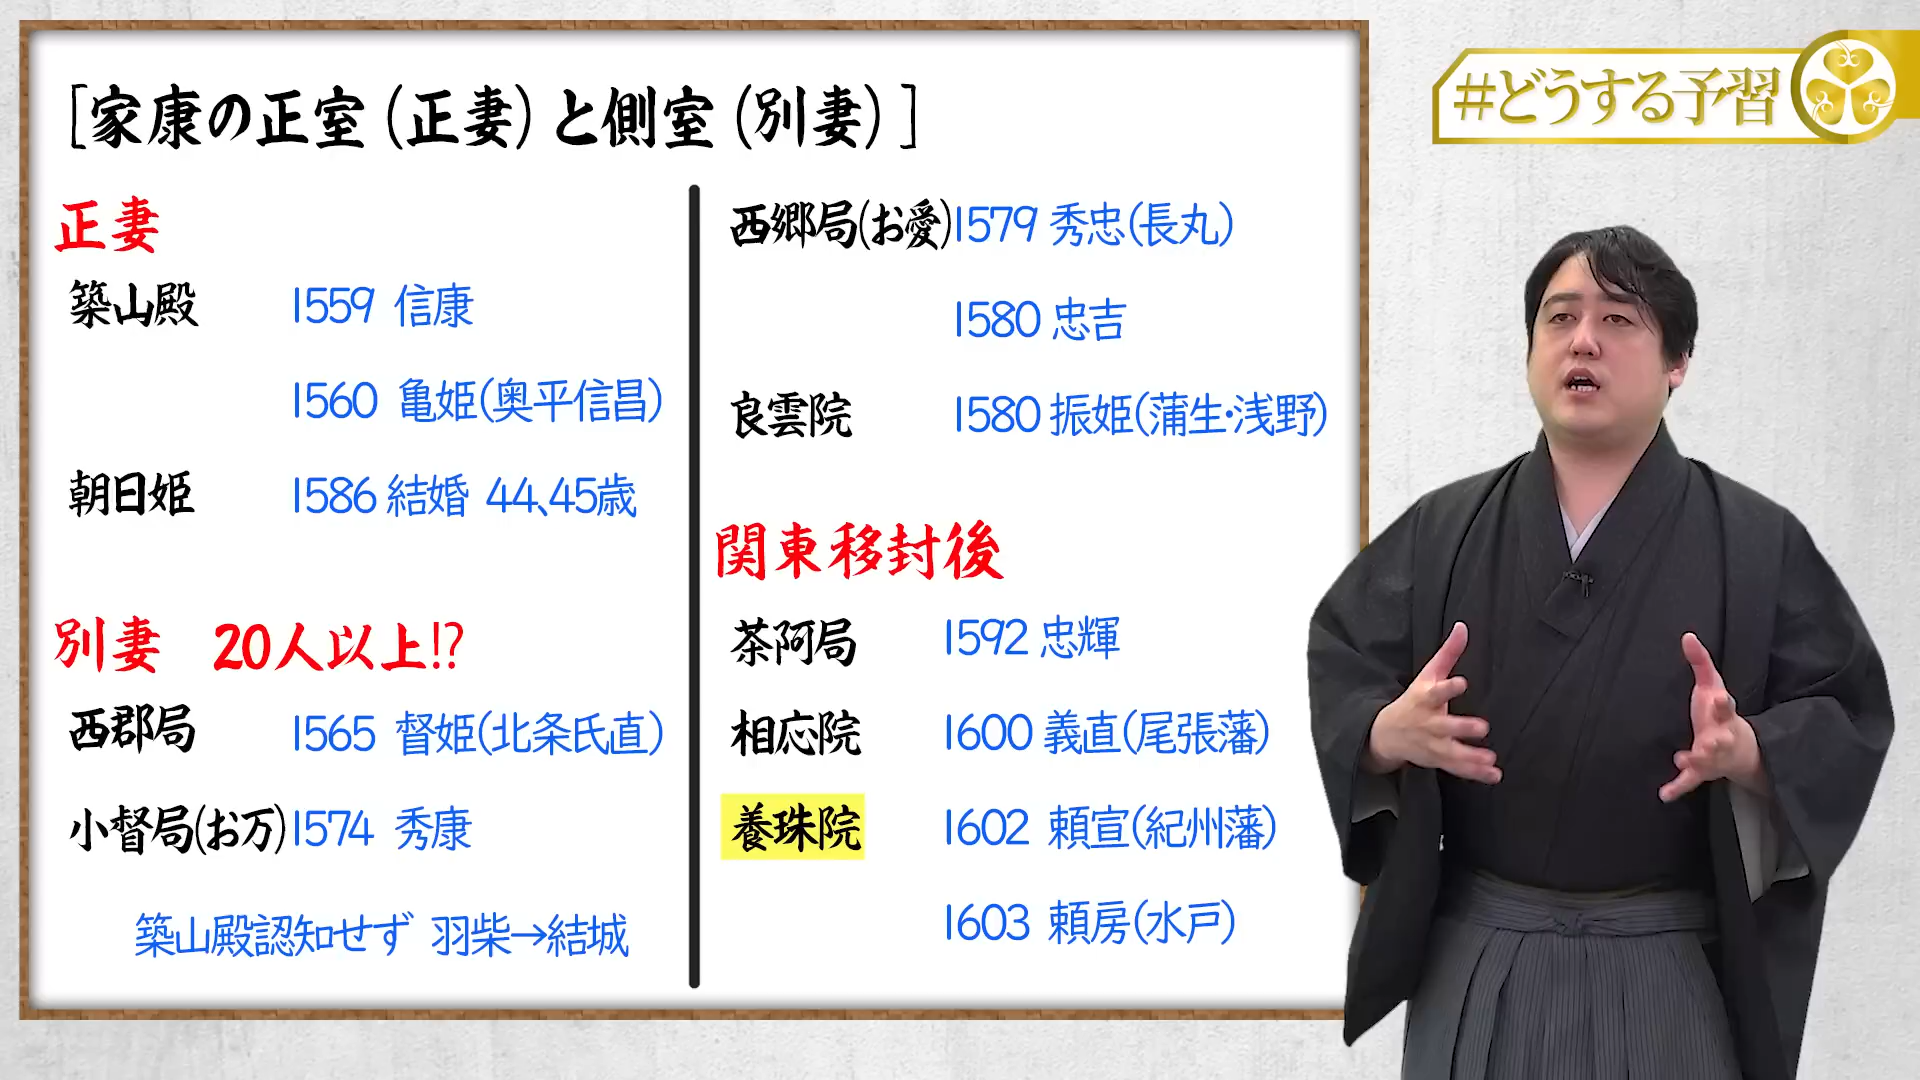 [家康の正室(正妻)と側室(別妻)]
正妻
築山殿 1559 信康
1560 亀姫(奥平信昌)
朝日姫 1586 結婚 44、45歳
別妻 20人以上!?
西郡局 1565 督姫(北条氏直)
小督局(お万) 1574 秀康
築山殿認知せず 羽柴→結城
西郷局(お愛) 1579 秀忠(長丸)
1580 忠吉
良雲院 1580 振姫(蒲生・浅野)
関東移封後
茶阿局 1592 忠輝
相応院 1600 義直(尾張藩)
養珠院 1602 頼宣(紀州藩)
1603 頼房(水戸)
#どうする予習